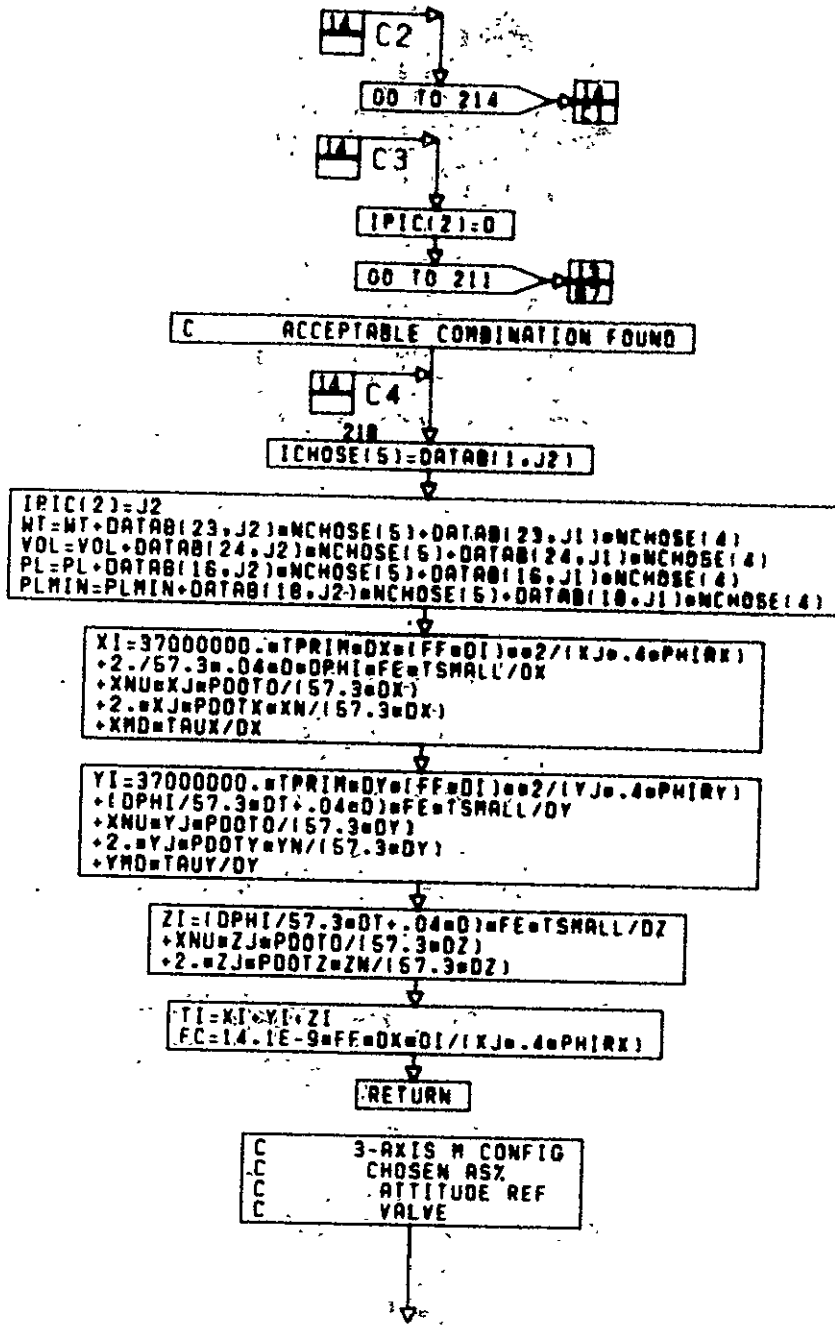 14
C2
GO TO 214
14
C1
14
C3
IPIC(2)=0
GO TO 211
13
B7
C ACCEPTABLE COMBINATION FOUND
14
C4
218
ICHOSE(5)=DATAB(1,J2)
IPIC(2)=J2
WT=WT+DATAB(23,J2)*NCHOSE(5)+DATAB(23,J1)*NCHOSE(4)
VOL=VOL+DATAB(24,J2)*NCHOSE(5)+DATAB(24,J1)*NCHOSE(4)
PL=PL+DATAB(16,J2)*NCHOSE(5)+DATAB(16,J1)*NCHOSE(4)
PLMIN=PLMIN+DATAB(18,J2)*NCHOSE(5)+DATAB(18,J1)*NCHOSE(4)
XI=37000000.*TPRIM*DX*(FF*DI)**2/(XJ*.4*PHIRX)
+2./57.3*.04*D*DPHI*FE*TSMALL/DX
+XNU*XJ*PDOTO/(57.3*DX)
+2.*XJ*PDOTX*XN/(57.3*DX)
+XMD*TAUX/DX
YI=37000000.*TPRIM*DY*(FF*DI)**2/(YJ*.4*PHIRY)
+(DPHI/57.3*DT+.04*D)*FE*TSMALL/DY
+XNU*YJ*PDOTO/(57.3*DY)
+2.*YJ*PDOTY*YN/(57.3*DY)
+YMD*TAUY/DY
ZI=(DPHI/57.3*DT+.04*D)*FE*TSMALL/DZ
+XNU*ZJ*PDOTO/(57.3*DZ)
+2.*ZJ*PDOTZ*ZN/(57.3*DZ)
TI=XI+YI+ZI
FC=14.1E-9*FF*DX*DI/(XJ*.4*PHIRX)
RETURN
C 3-AXIS M CONFIG
C CHOSEN AS%
C ATTITUDE REF
C VALVE